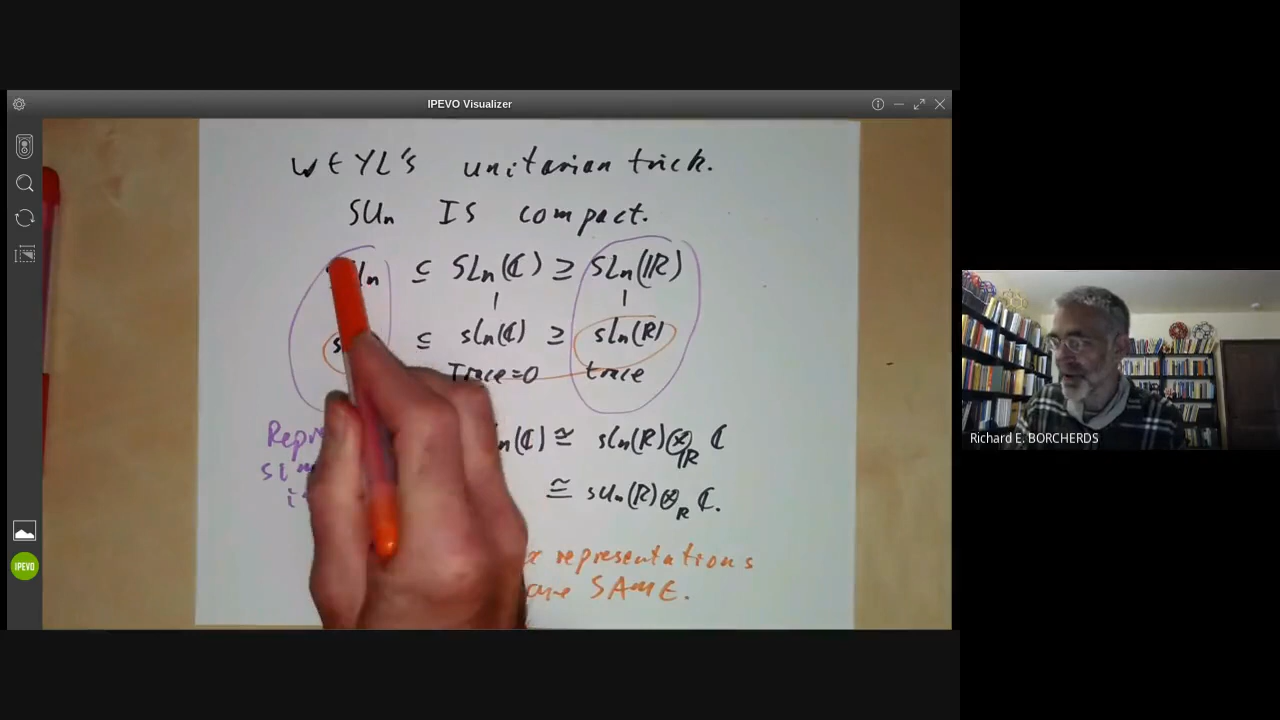 IPEVO Visualizer
WEYL's unitarian trick.
SUn IS compact.
⊆ SLn(ℂ) ≥ SLn(ℝ)
⊆ sln(ℂ) ≥ sln(R)
Trace=0 trace
n(ℂ) ≅ sln(R)⊗R ℂ
≅ sun(R)⊗R ℂ.
representations
are SAME.
Richard E. BORCHERDS
IPEVO